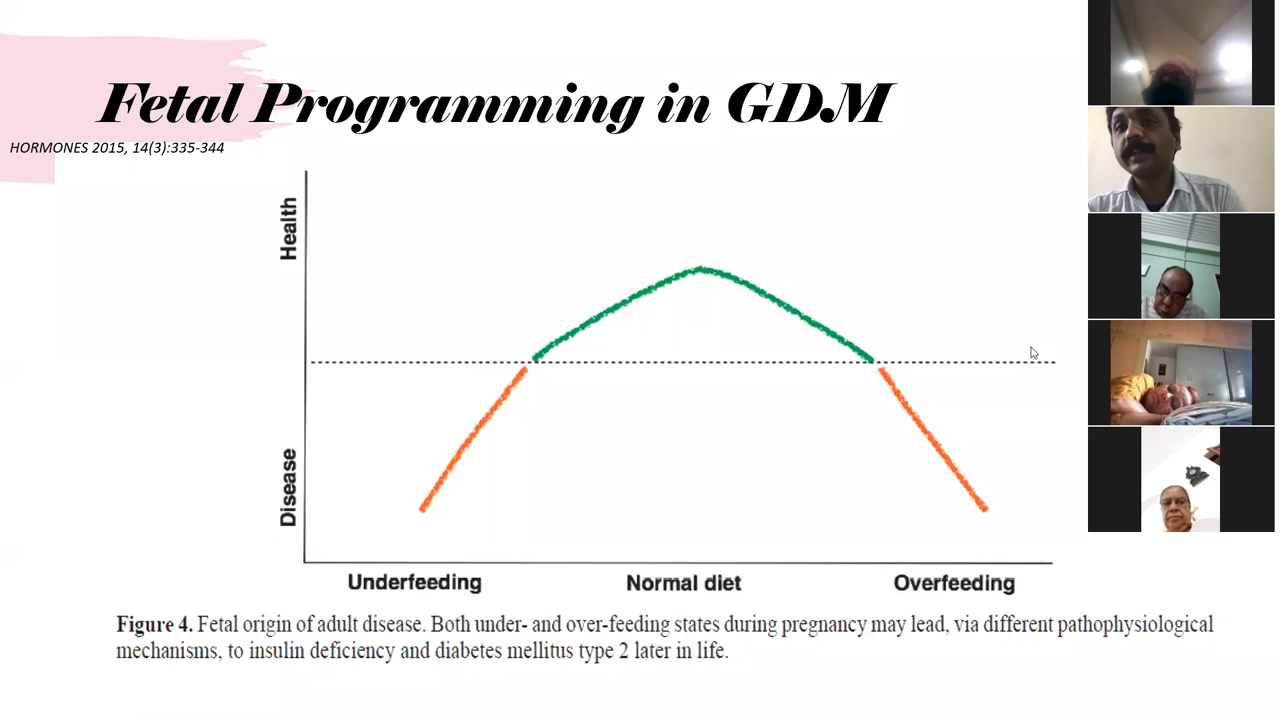 Fetal Programming in GDM
HORMONES 2015, 14(3):335-344
Health
Disease
Underfeeding Normal diet Overfeeding
Figure 4. Fetal origin of adult disease. Both under- and over-feeding states during pregnancy may lead, via different pathophysiological
mechanisms, to insulin deficiency and diabetes mellitus type 2 later in life.